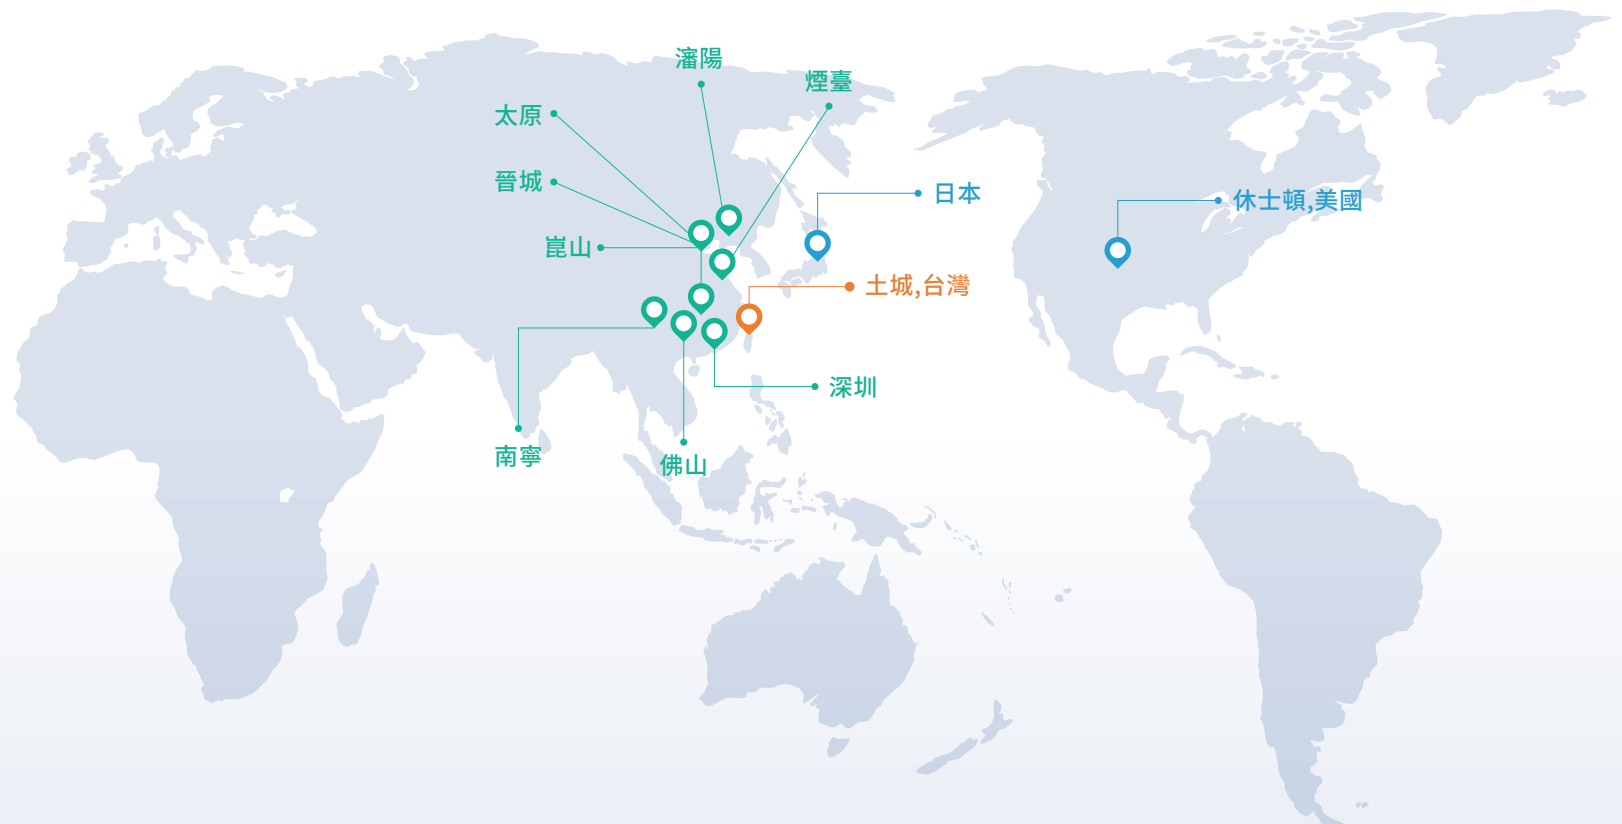 瀋陽
煙臺
太原
晉城
日本
休士頓,美國
崑山
土城,台灣
深圳
南寧
佛山